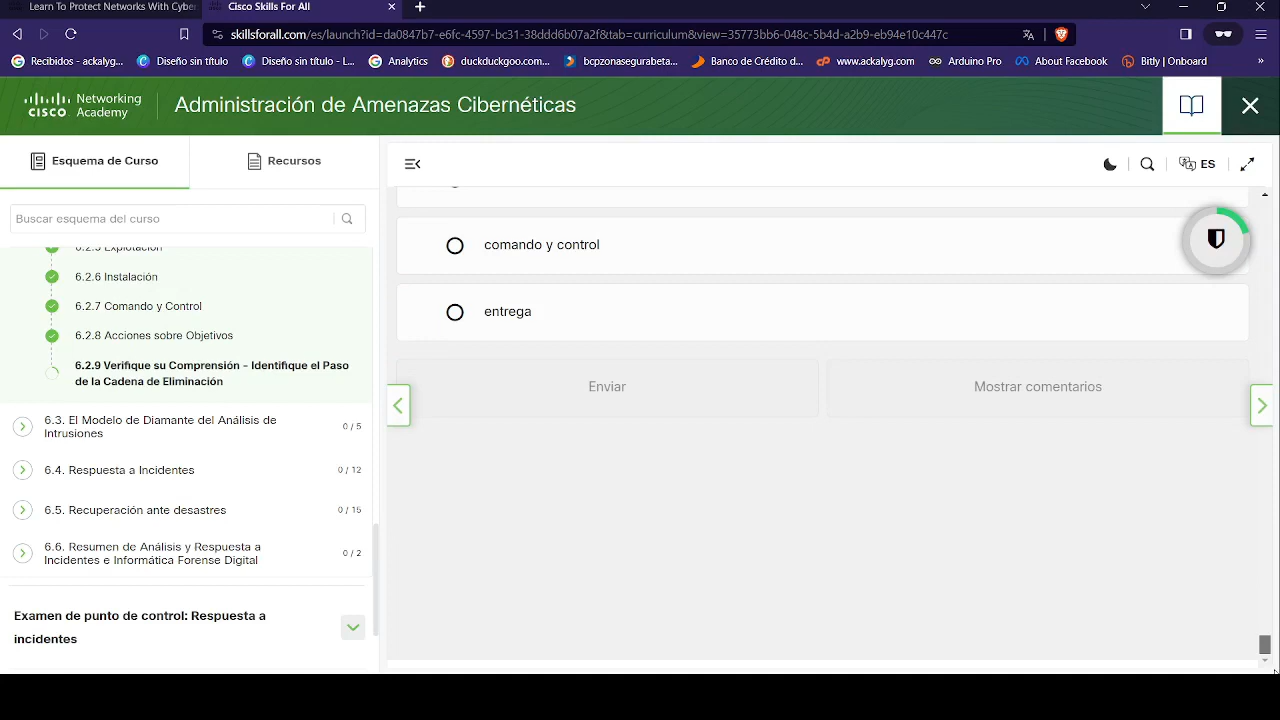 Learn To Protect Networks With Cyber
Cisco Skills For All
skillsforall.com/es/launch?id=da0847b7-e6fc-4597-bc31-38ddd6b07a2f&tab=curriculum&view=35773bb6-048c-5b4d-a2b9-eb94e10c447c
Recibidos - ackalyg...
Diseño sin título
Diseño sin título - L...
Analytics
duckduckgoo.com...
bcpzonasegurabeta...
Banco de Crédito d...
www.ackalyg.com
Arduino Pro
About Facebook
Bitly | Onboard
»
CISCO
Networking
Academy
Administración de Amenazas Cibernéticas
Esquema de Curso
Recursos
ES
Buscar esquema del curso
6.2.5 Explotación
6.2.6 Instalación
6.2.7 Comando y Control
6.2.8 Acciones sobre Objetivos
6.2.9 Verifique su Comprensión - Identifique el Paso
de la Cadena de Eliminación
6.3. El Modelo de Diamante del Análisis de
Intrusiones
0 / 5
6.4. Respuesta a Incidentes
0 / 12
6.5. Recuperación ante desastres
0 / 15
6.6. Resumen de Análisis y Respuesta a
Incidentes e Informática Forense Digital
0 / 2
Examen de punto de control: Respuesta a
incidentes
comando y control
entrega
Enviar
Mostrar comentarios